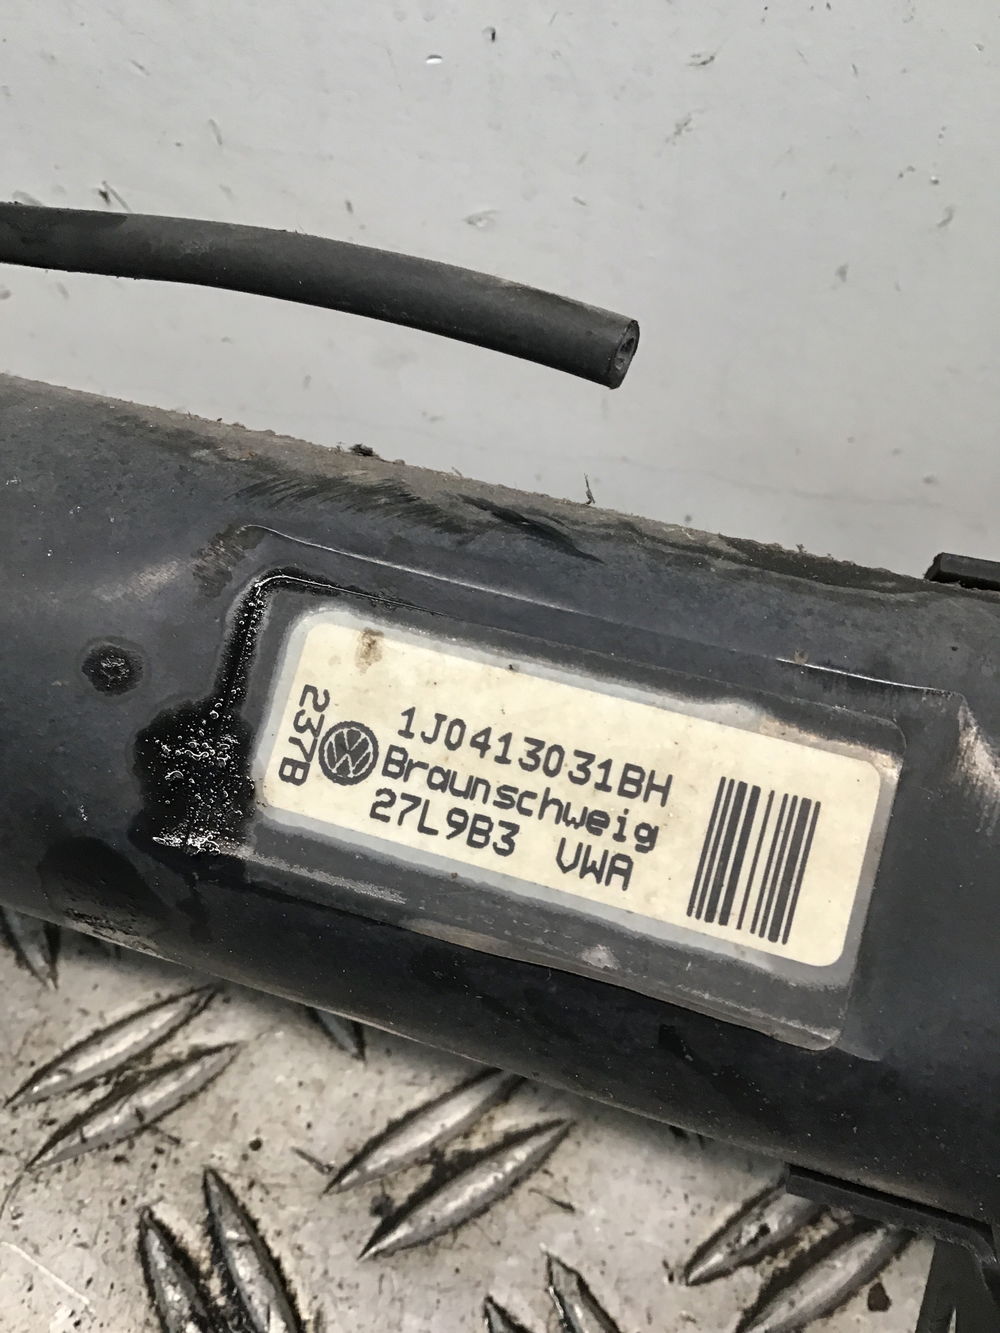 1J0413031BH
Braunschweig
27L9B3 VWA
237B